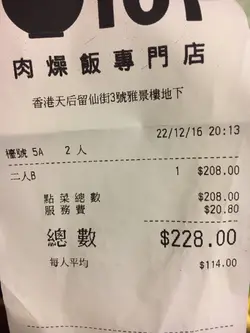 肉燥飯專門店
香港天后留仙街3號雅景樓地下
22/12/16 20:13
檯號 5A 2 人
二人B 1 $208.00
點菜總數 $208.00
服務費 $20.80
總數 $228.00
每人平均 $114.00